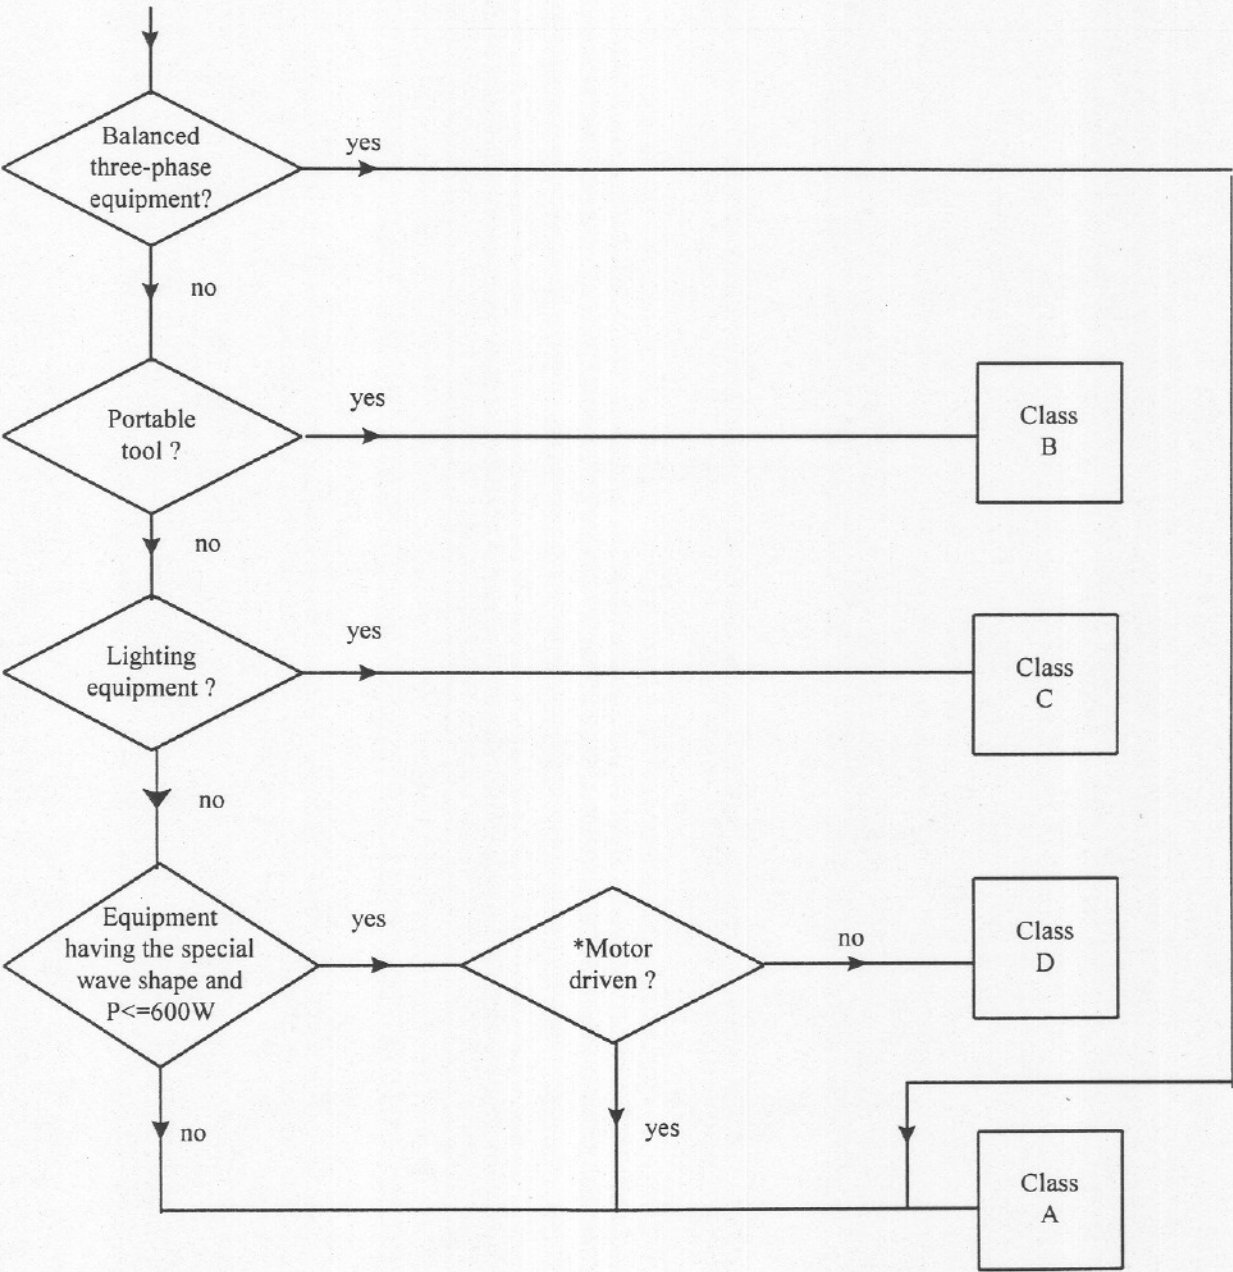 Balanced
three-phase
equipment?
yes
no
Portable
tool ?
yes
Class
B
no
Lighting
equipment ?
yes
Class
C
no
Equipment
having the special
wave shape and
P<=600W
yes
*Motor
driven ?
no
Class
D
no
yes
Class
A